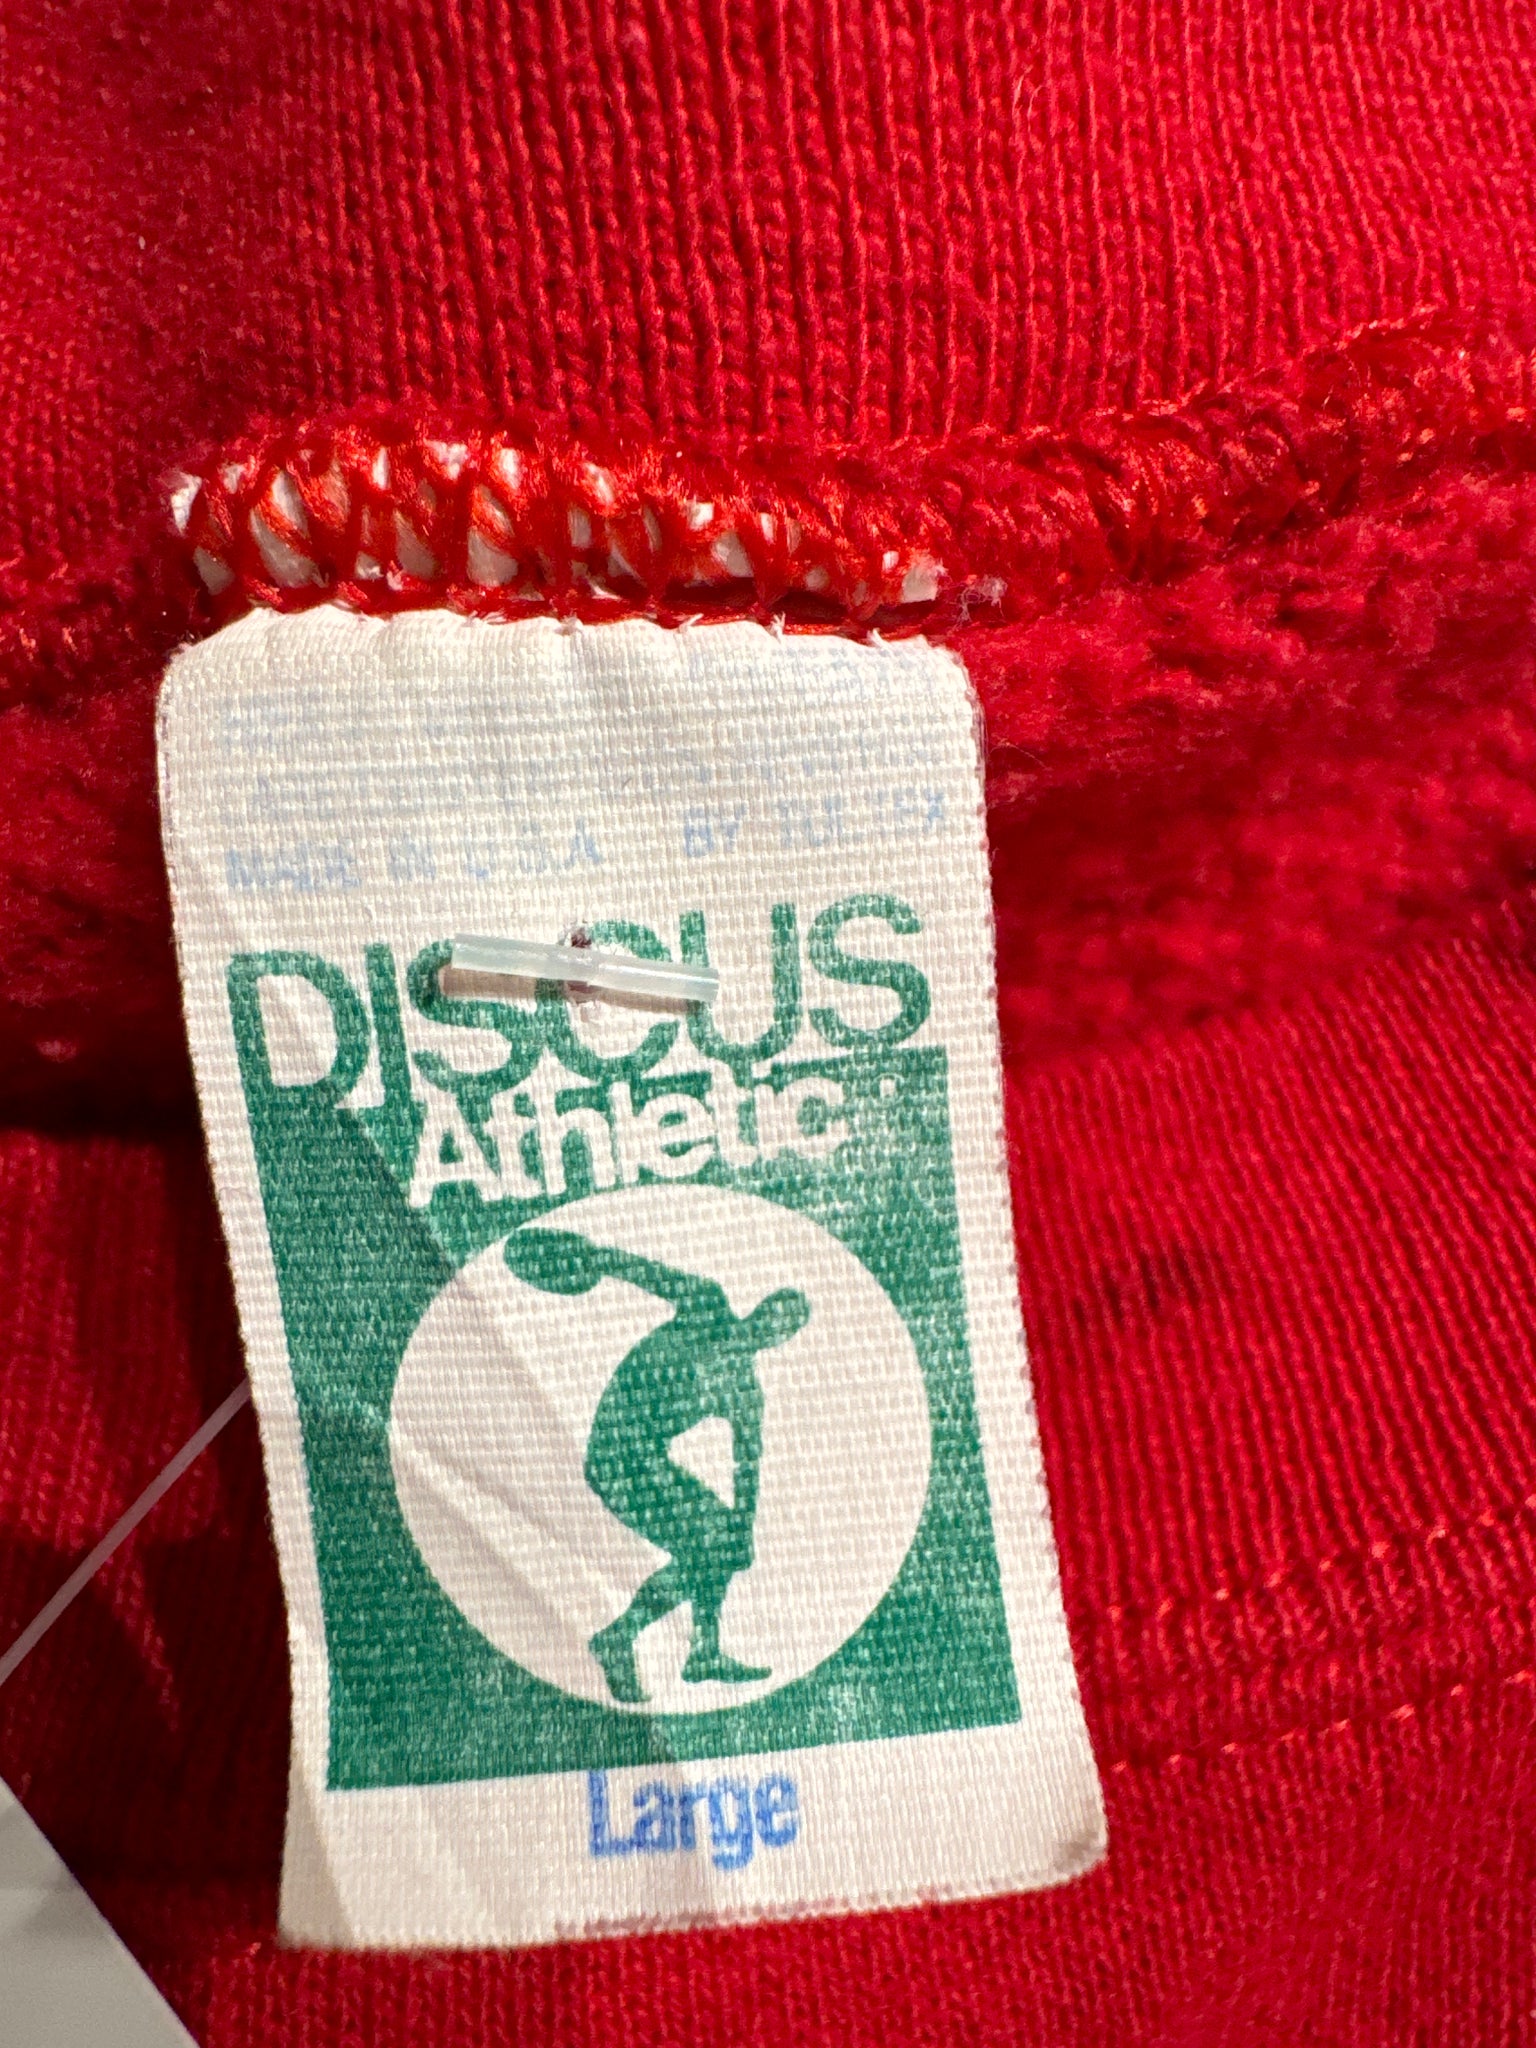 MADE IN U.S.A. BY TULTEX
DISCUS
Athletic
Large